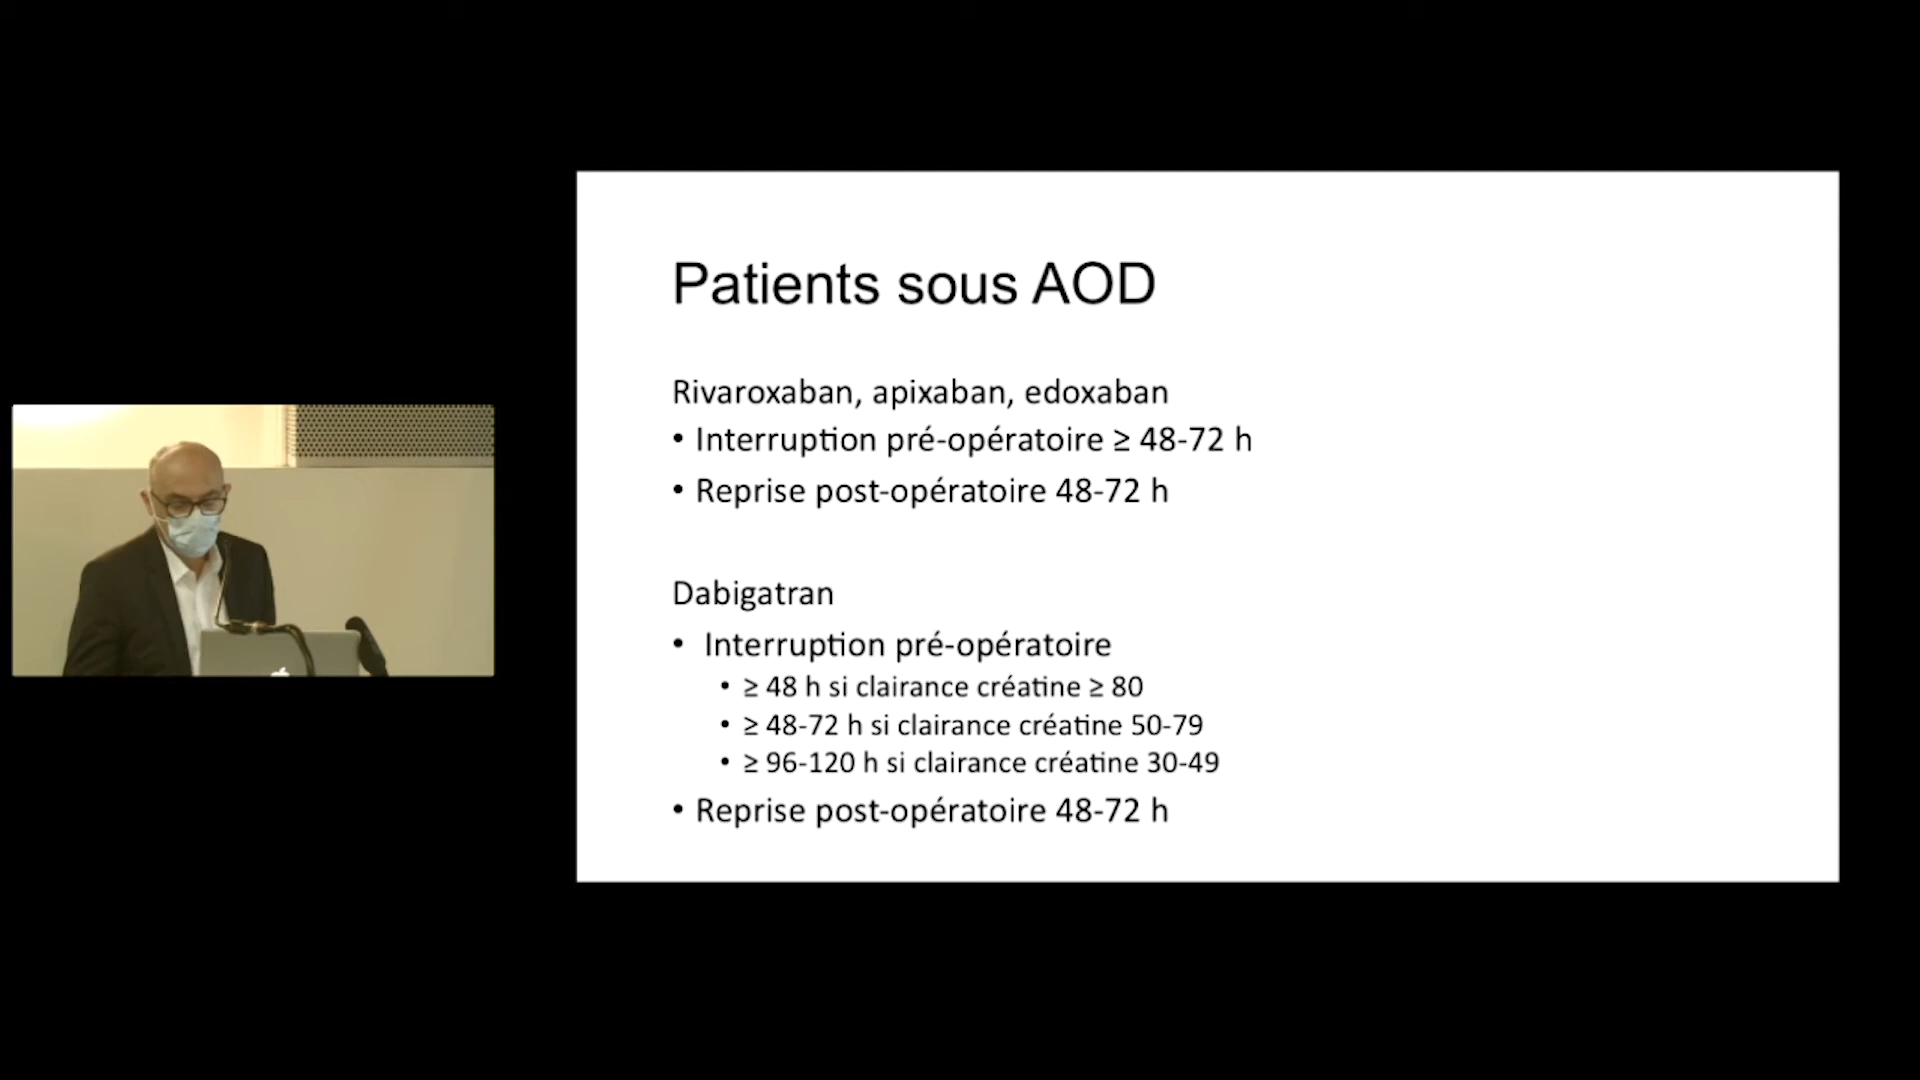 Patients sous AOD
Rivaroxaban, apixaban, edoxaban
• Interruption pré-opératoire ≥ 48-72 h
• Reprise post-opératoire 48-72 h
Dabigatran
• Interruption pré-opératoire
• ≥ 48 h si clairance créatine ≥ 80
• ≥ 48-72 h si clairance créatine 50-79
• ≥ 96-120 h si clairance créatine 30-49
• Reprise post-opératoire 48-72 h